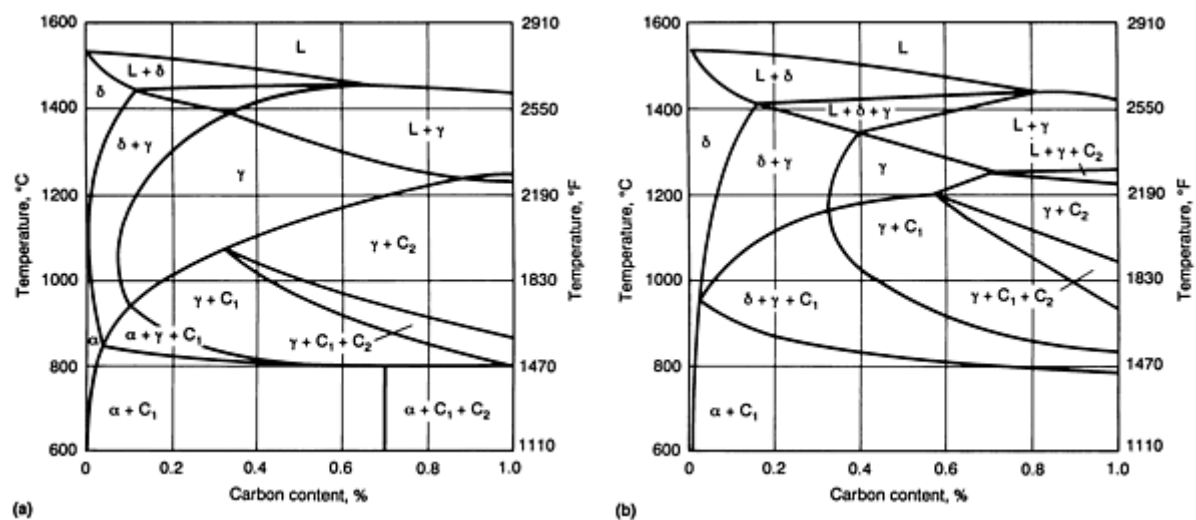 1600
1400
1200
1000
800
600
Temperature, °C
2910
2550
2190
1830
1470
1110
Temperature, °F
0 0.2 0.4 0.6 0.8 1.0
Carbon content, %
(a)
L
L + δ
δ
δ + γ
L + γ
γ
γ + C₂
γ + C₁
α
α + γ + C₁
γ + C₁ + C₂
α + C₁
α + C₁ + C₂
1600
1400
1200
1000
800
600
Temperature, °C
2910
2550
2190
1830
1470
1110
Temperature, °F
0 0.2 0.4 0.6 0.8 1.0
Carbon content, %
(b)
L
L + δ
L + δ + γ
L + γ
δ
δ + γ
γ
L + γ + C₂
γ + C₂
γ + C₁
δ + γ + C₁
γ + C₁ + C₂
α + C₁